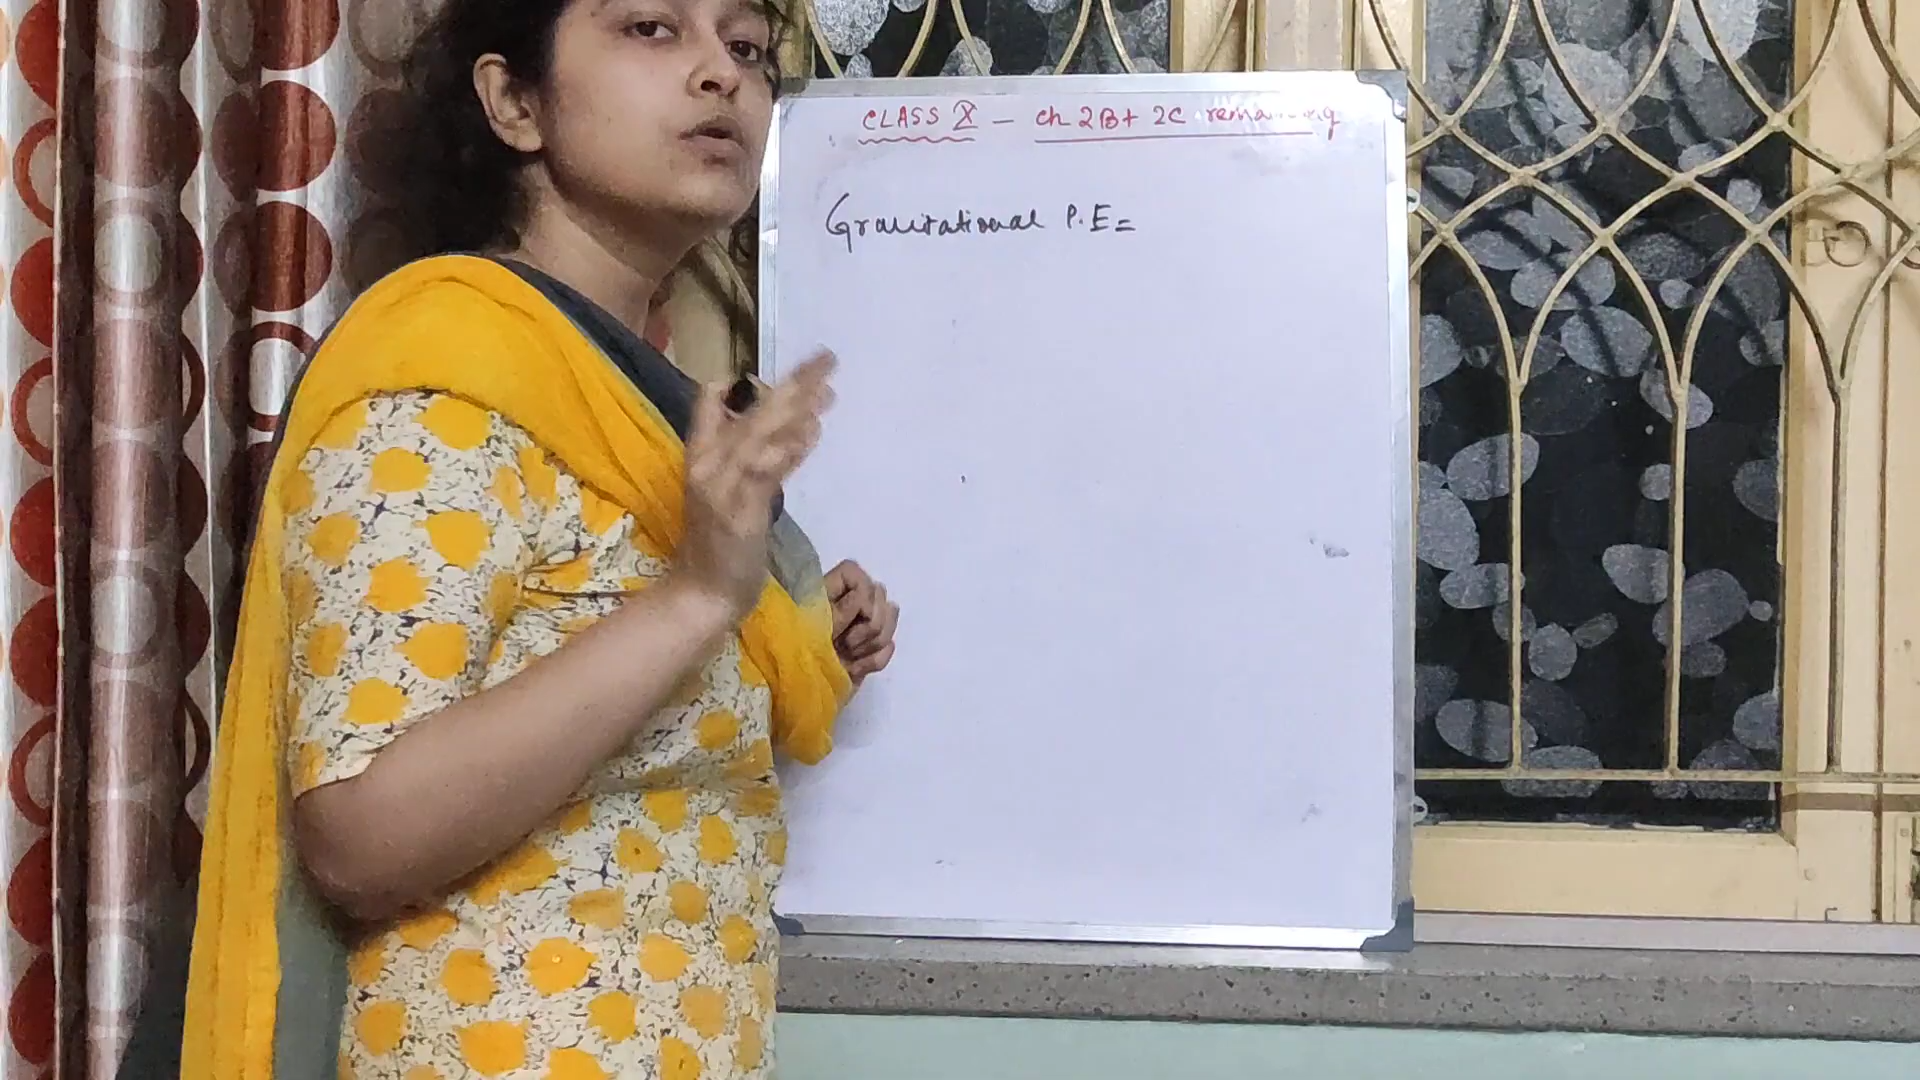 CLASS X - ch 2B + 2C remaining
Gravitational P.E =